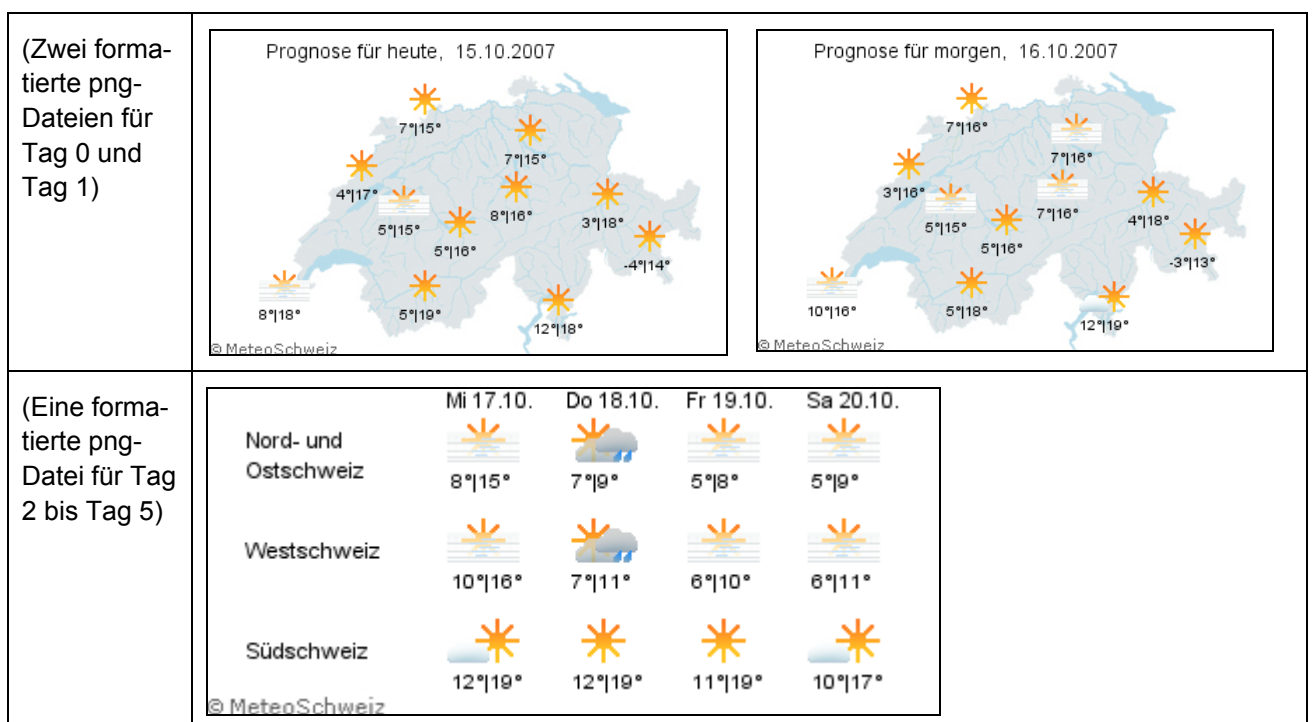 (Zwei forma-
tierte png-
Dateien für
Tag 0 und
Tag 1)
Prognose für heute, 15.10.2007
7°|15°
7°|15°
4°|17°
8°|16°
3°|18°
5°|15°
5°|16°
-4°|14°
8°|18°
5°|19°
12°|18°
© MeteoSchweiz
Prognose für morgen, 16.10.2007
7°|16°
7°|16°
3°|16°
7°|16°
4°|18°
5°|15°
5°|16°
-3°|13°
10°|16°
5°|18°
12°|19°
© MeteoSchweiz
(Eine forma-
tierte png-
Datei für Tag
2 bis Tag 5)
Mi 17.10. Do 18.10. Fr 19.10. Sa 20.10.
Nord- und
Ostschweiz
8°|15° 7°|9° 5°|8° 5°|9°
Westschweiz
10°|16° 7°|11° 6°|10° 6°|11°
Südschweiz
12°|19° 12°|19° 11°|19° 10°|17°
© MeteoSchweiz